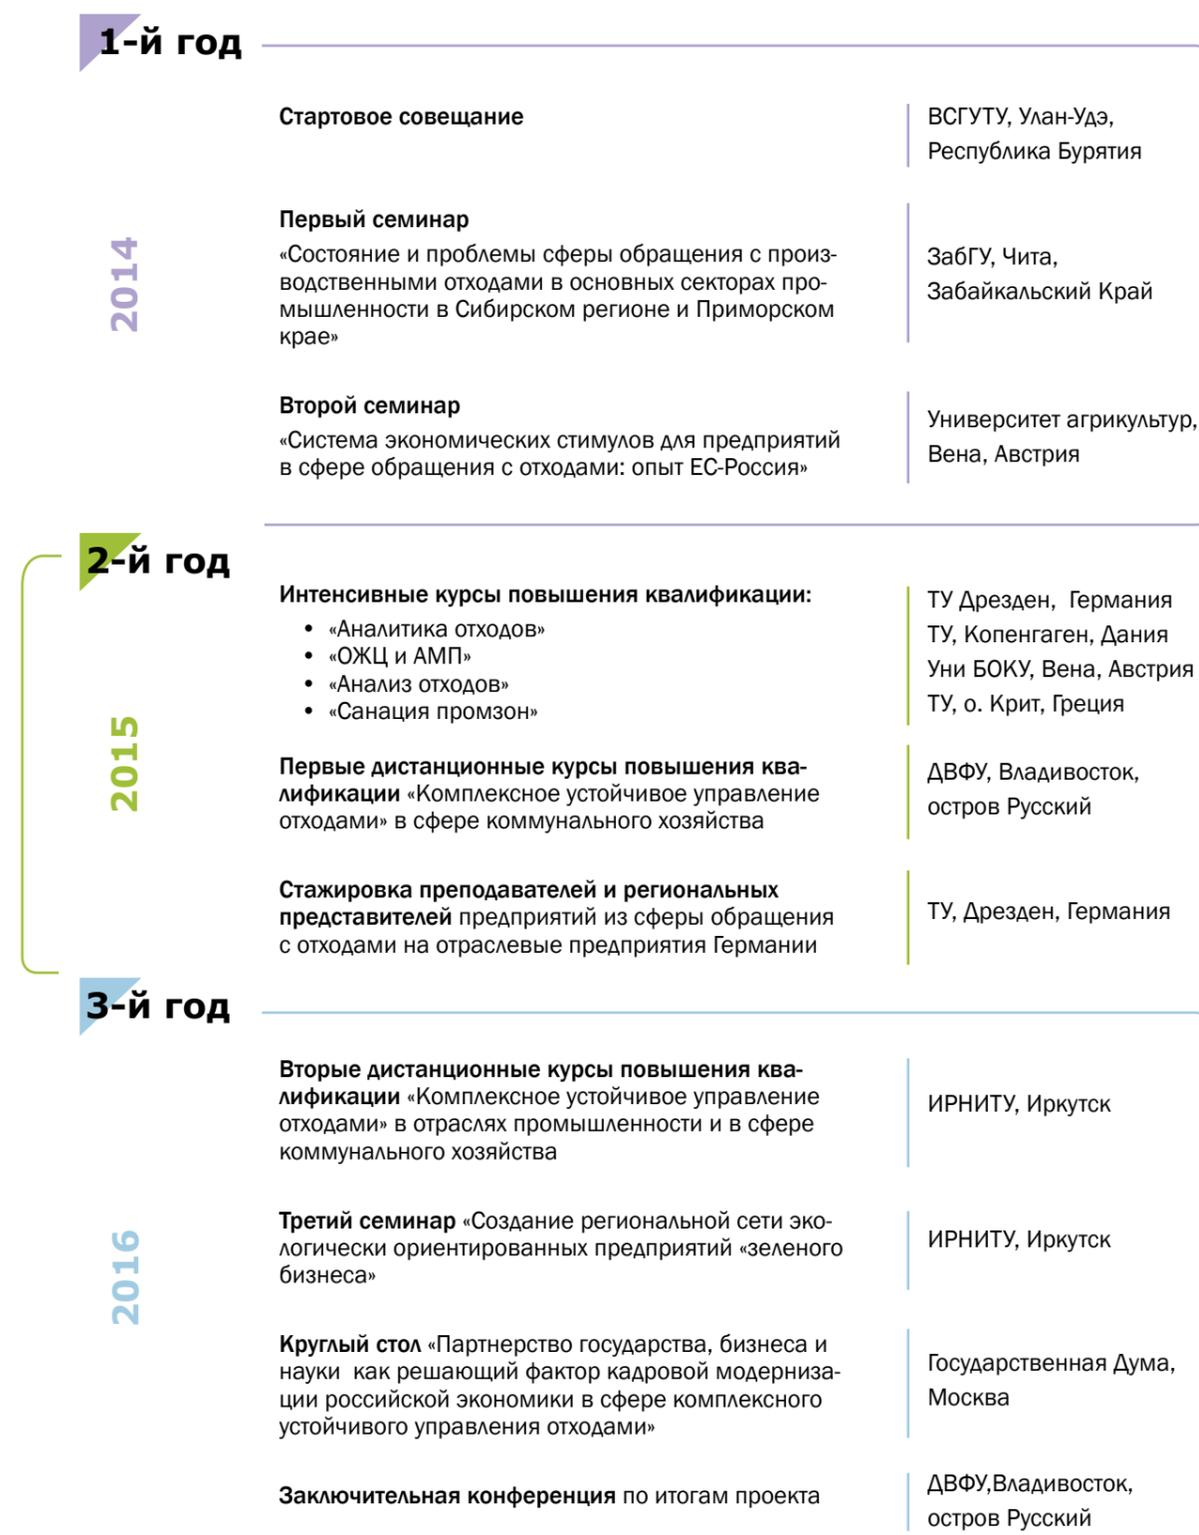 1-й год
Стартовое совещание
ВСГУТУ, Улан-Удэ,
Республика Бурятия
2014
Первый семинар
«Состояние и проблемы сферы обращения с произ-
водственными отходами в основных секторах про-
мышленности в Сибирском регионе и Приморском
крае»
ЗабГУ, Чита,
Забайкальский Край
Второй семинар
«Система экономических стимулов для предприятий
в сфере обращения с отходами: опыт ЕС-Россия»
Университет агрикультур,
Вена, Австрия
2-й год
2015
Интенсивные курсы повышения квалификации:
• «Аналитика отходов»
• «ОЖЦ и АМП»
• «Анализ отходов»
• «Санация промзон»
ТУ Дрезден, Германия
ТУ, Копенгаген, Дания
Уни БОКУ, Вена, Австрия
ТУ, о. Крит, Греция
Первые дистанционные курсы повышения ква-
лификации «Комплексное устойчивое управление
отходами» в сфере коммунального хозяйства
ДВФУ, Владивосток,
остров Русский
Стажировка преподавателей и региональных
представителей предприятий из сферы обращения
с отходами на отраслевые предприятия Германии
ТУ, Дрезден, Германия
3-й год
2016
Вторые дистанционные курсы повышения ква-
лификации «Комплексное устойчивое управление
отходами» в отраслях промышленности и в сфере
коммунального хозяйства
ИРНИТУ, Иркутск
Третий семинар «Создание региональной сети эко-
логически ориентированных предприятий «зеленого
бизнеса»
ИРНИТУ, Иркутск
Круглый стол «Партнерство государства, бизнеса и
науки как решающий фактор кадровой модерниза-
ции российской экономики в сфере комплексного
устойчивого управления отходами»
Государственная Дума,
Москва
Заключительная конференция по итогам проекта
ДВФУ,Владивосток,
остров Русский